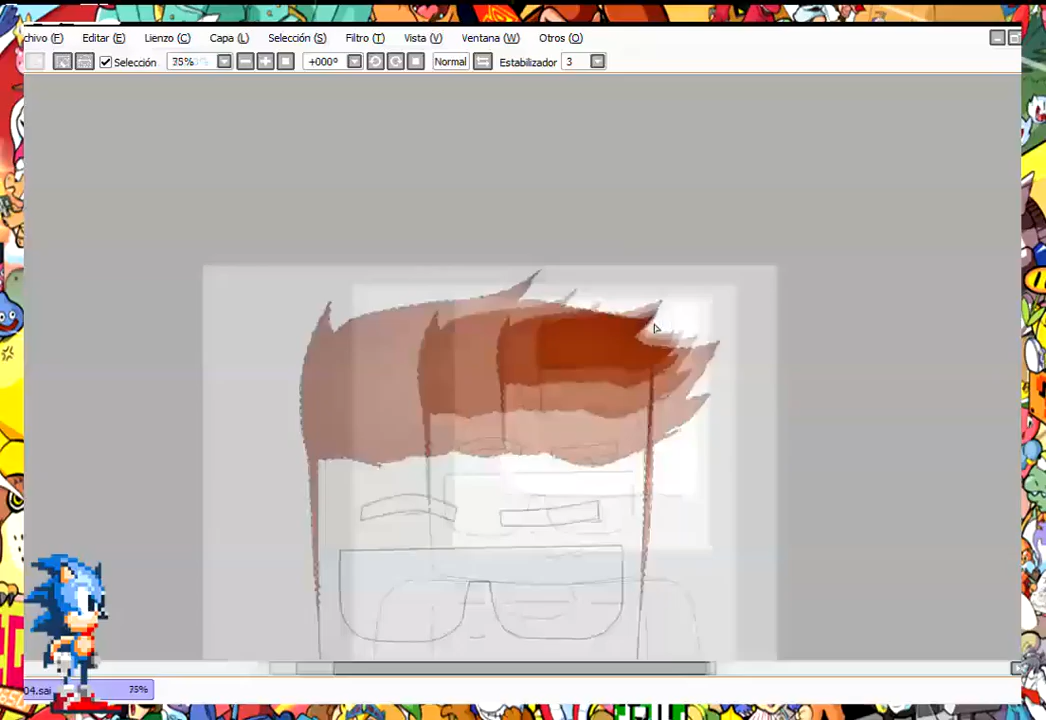 chivo (F) Editar (E) Lienzo (C) Capa (L) Selección (S) Filtro (T) Vista (V) Ventana (W) Otros (O)
Selección 75% +000° Normal Estabilizador 3
04.sai 75%